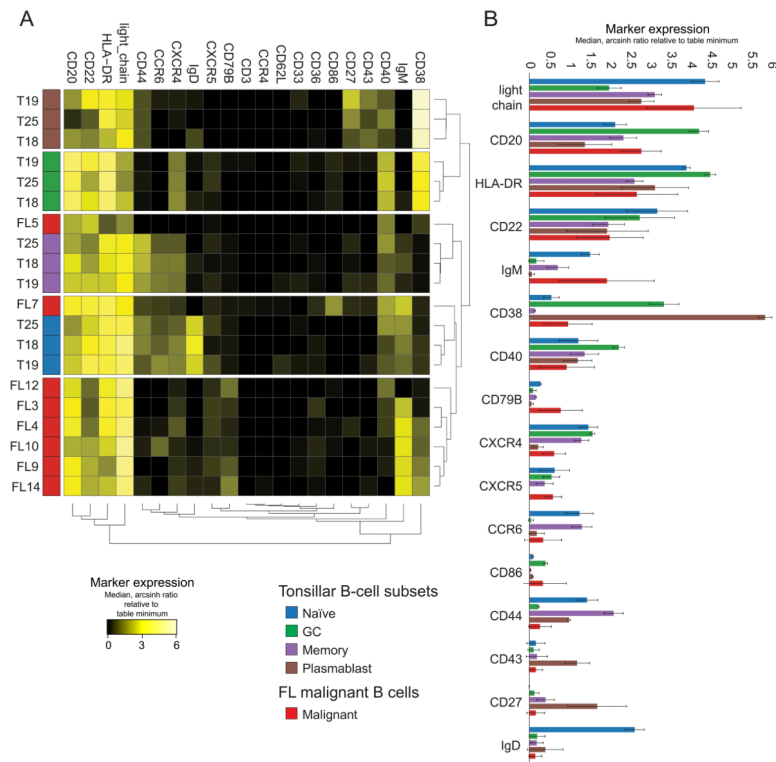 A
CD20
CD22
HLA-DR
light_chain
CD44
CCR6
CXCR4
IgD
CXCR5
CD79B
CD3
CCR4
CD62L
CD33
CD36
CD86
CD27
CD43
CD40
IgM
CD38
T19
T25
T18
T19
T25
T18
FL5
T25
T18
T19
FL7
T25
T18
T19
FL12
FL3
FL4
FL10
FL9
FL14
Marker expression
Median, arcsinh ratio
relative to
table minimum
0 3 6
Tonsillar B-cell subsets
Naïve
GC
Memory
Plasmablast
FL malignant B cells
Malignant
B
Marker expression
Median, arcsinh ratio relative to table minimum
0 0.5 1 1.5 2 2.5 3 3.5 4 4.5 5 5.5 6
light
chain
CD20
HLA-DR
CD22
IgM
CD38
CD40
CD79B
CXCR4
CXCR5
CCR6
CD86
CD44
CD43
CD27
IgD